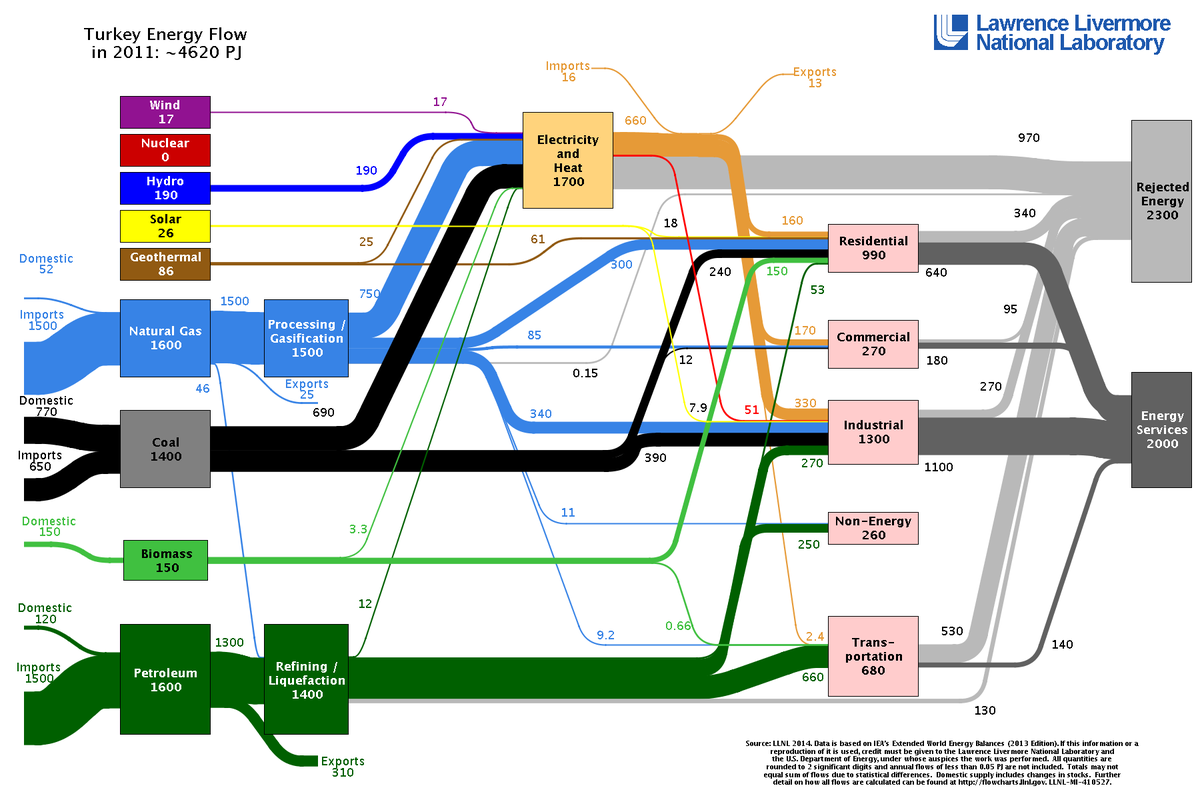 Turkey Energy Flow
in 2011: ~4620 PJ
Lawrence Livermore
National Laboratory
Imports
16
Exports
13
Wind
17
17
Nuclear
0
Hydro
190
190
Solar
26
Geothermal
86
25
61
Electricity
and
Heat
1700
660
970
Rejected
Energy
2300
18
160
340
Residential
990
640
Domestic
52
Imports
1500
Natural Gas
1600
1500
Processing /
Gasification
1500
750
300
240
150
53
46
Exports
25
85
0.15
12
170
Commercial
270
95
180
Domestic
770
Imports
650
Coal
1400
690
340
390
7.9
51
330
Industrial
1300
270
270
1100
Energy
Services
2000
Domestic
150
Biomass
150
3.3
11
Non-Energy
260
250
Domestic
120
Imports
1500
Petroleum
1600
1300
Refining /
Liquefaction
1400
12
9.2
0.66
2.4
660
Trans-
portation
680
530
140
130
Exports
310
Source: LLNL 2014. Data is based on IEA's Extended World Energy Balances (2013 Edition). If this information or a
reproduction of it is used, credit must be given to the Lawrence Livermore National Laboratory and
the U.S. Department of Energy, under whose auspices the work was performed. All quantities are
rounded to 2 significant digits and annual flows of less than 0.05 PJ are not included. Totals may not
equal sum of flows due to statistical differences. Domestic supply includes changes in stocks. Further
detail on how all flows are calculated can be found at http://flowcharts.llnl.gov. LLNL-MI-410527.